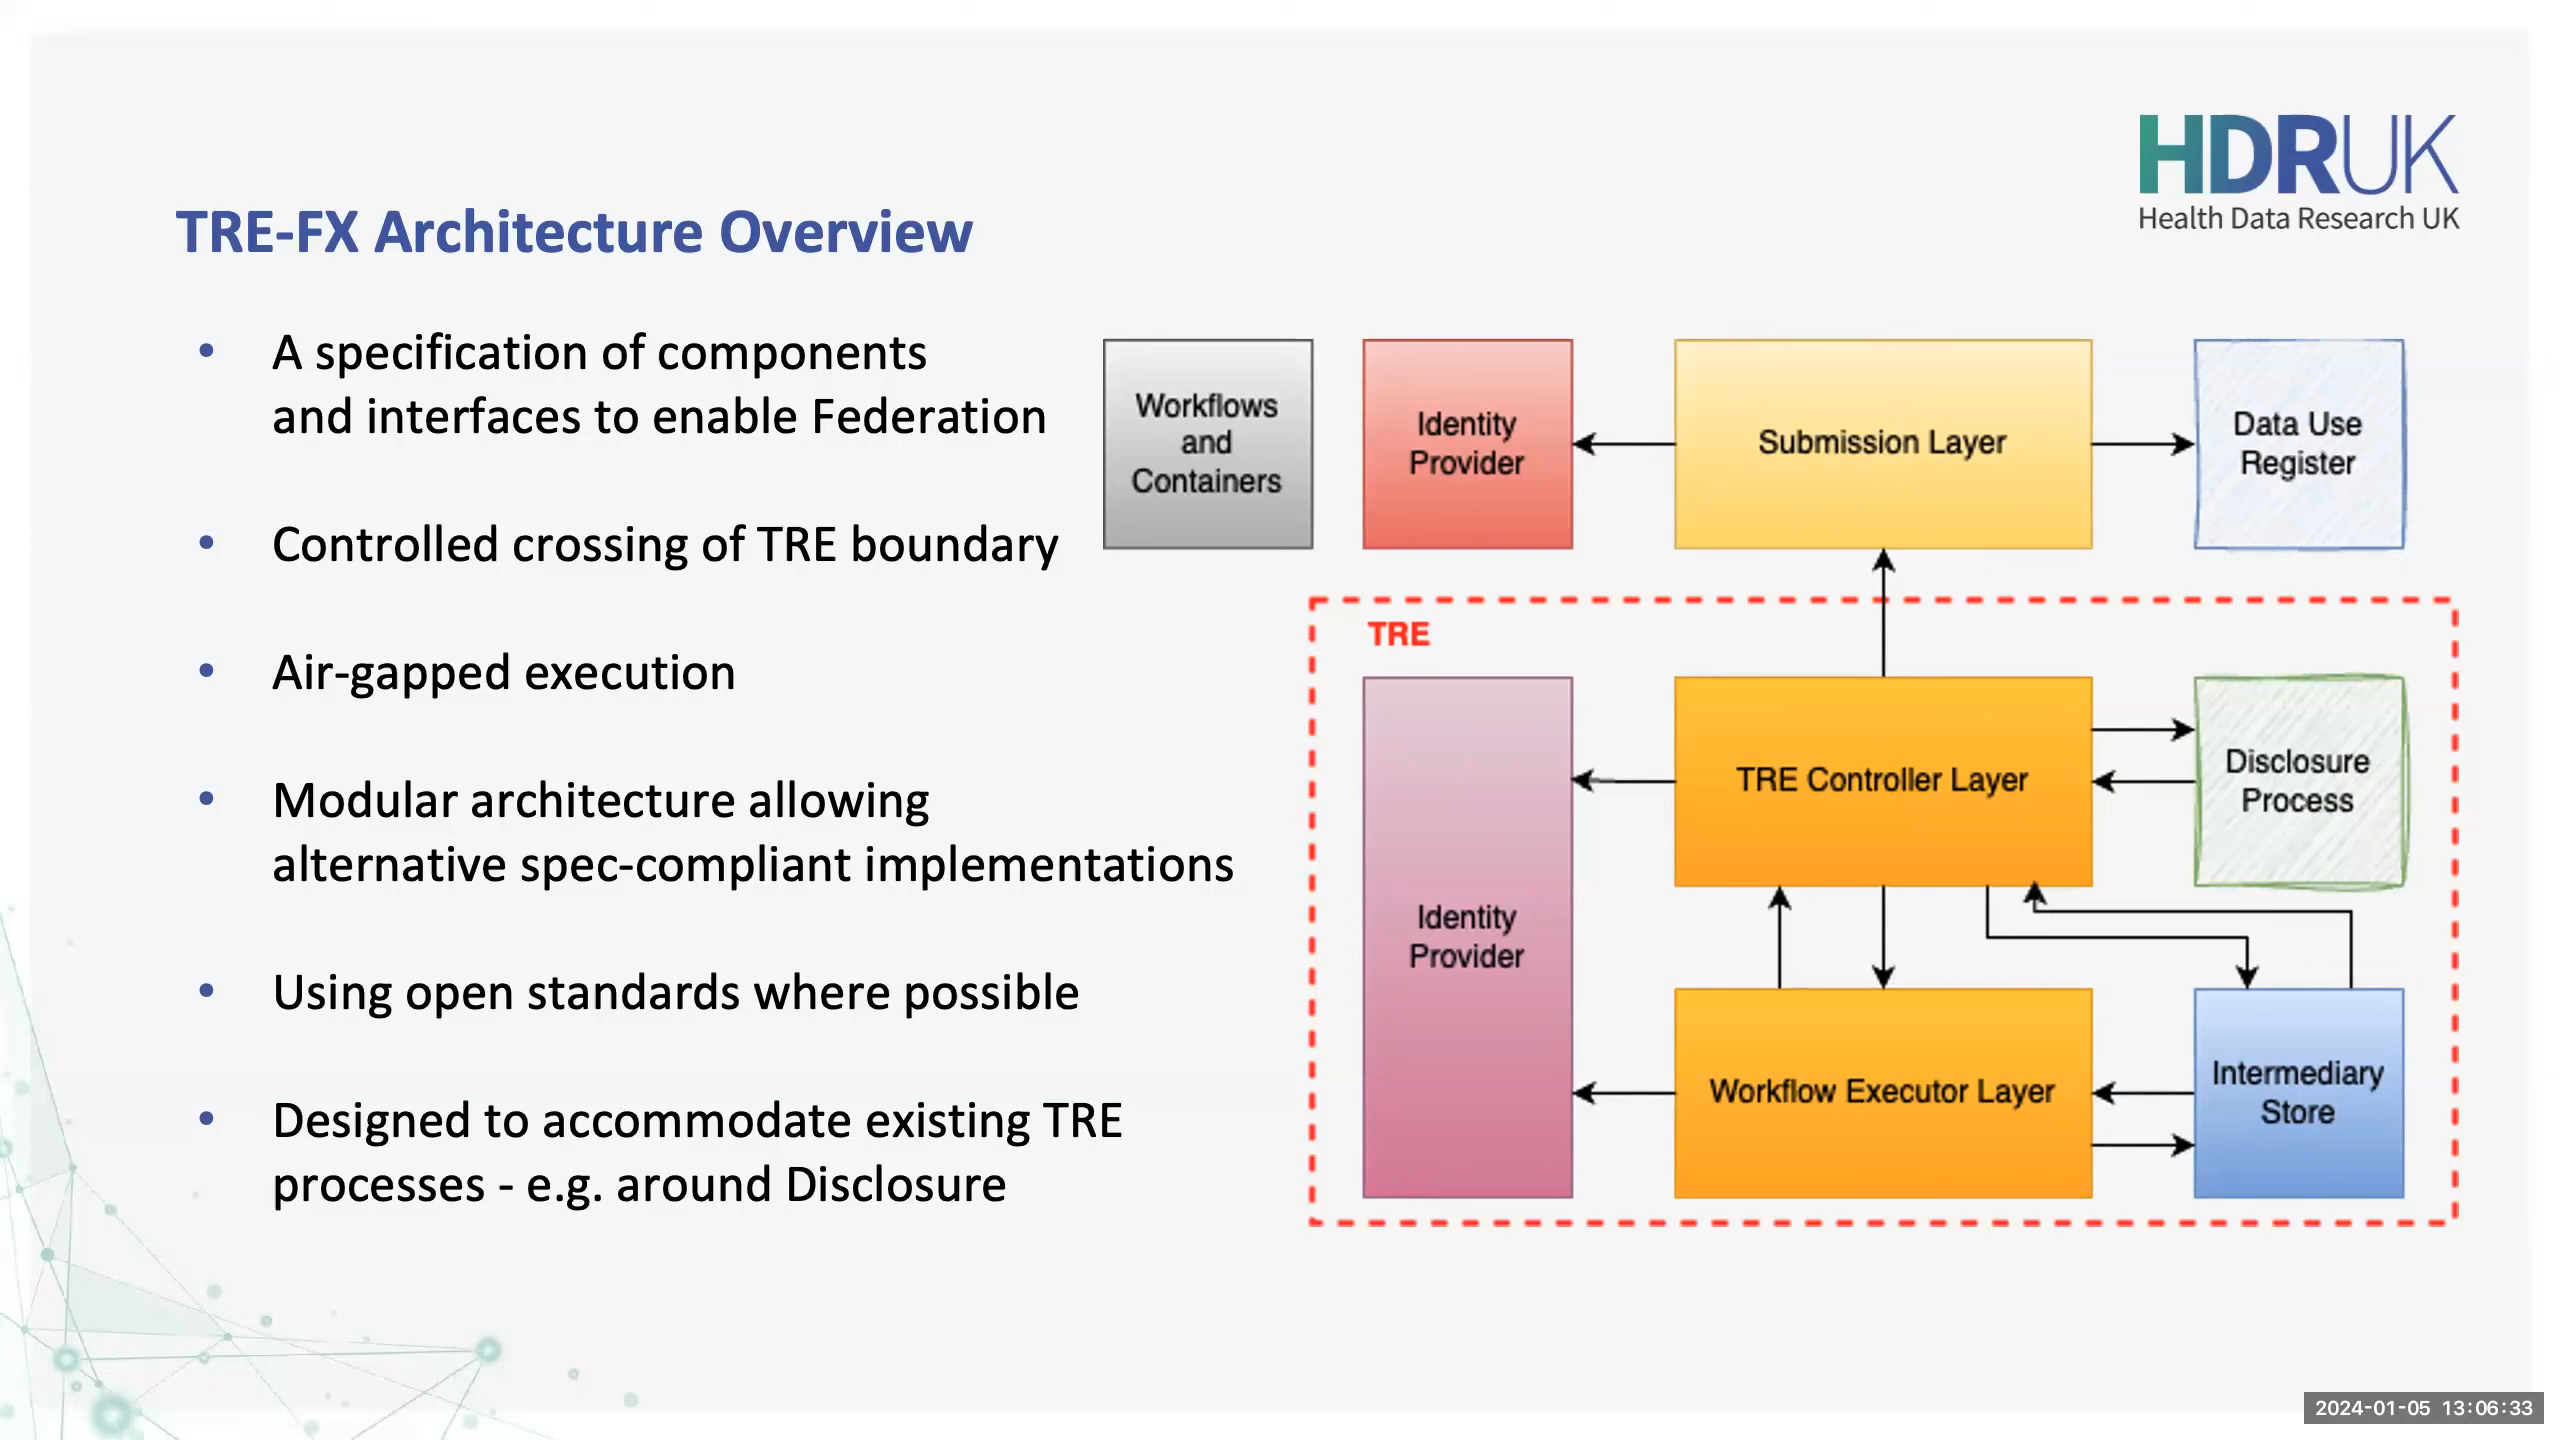 HDRUK
Health Data Research UK
TRE-FX Architecture Overview
• A specification of components
and interfaces to enable Federation
• Controlled crossing of TRE boundary
• Air-gapped execution
• Modular architecture allowing
alternative spec-compliant implementations
• Using open standards where possible
• Designed to accommodate existing TRE
processes - e.g. around Disclosure
Workflows
and
Containers
Identity
Provider
Submission Layer
Data Use
Register
TRE
Identity
Provider
TRE Controller Layer
Disclosure
Process
Workflow Executor Layer
Intermediary
Store
2024-01-05 13:06:33